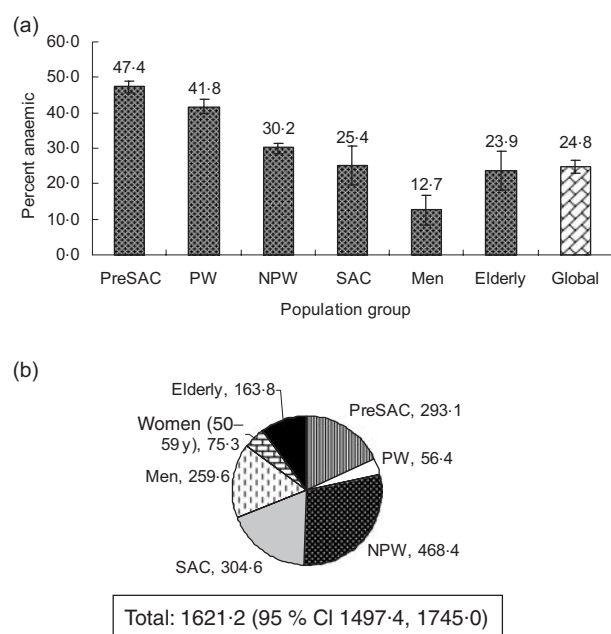 (a)
60·0
50·0
40·0
30·0
20·0
10·0
0·0
Percent anaemic
47·4
41·8
30·2
25·4
12·7
23·9
24·8
PreSAC PW NPW SAC Men Elderly Global
Population group
(b)
Elderly, 163·8
PreSAC, 293·1
Women (50–
59 y), 75·3
PW, 56·4
Men, 259·6
NPW, 468·4
SAC, 304·6
Total: 1621·2 (95 % CI 1497·4, 1745·0)